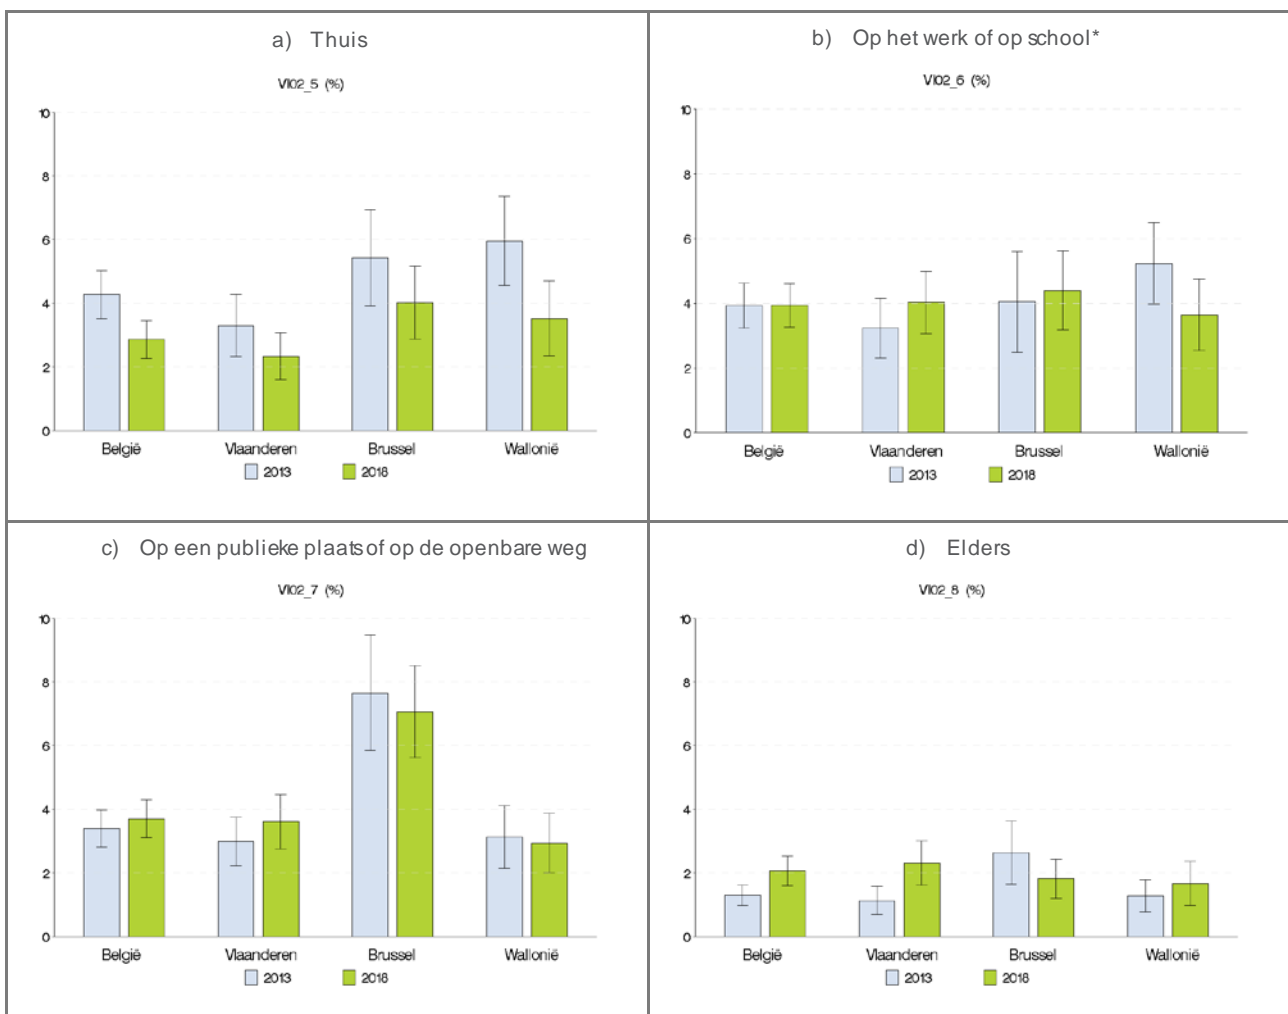 a) Thuis
VI02_5 (%)
10
8
6
4
2
0
België Vlaanderen Brussel Wallonië
2013 2018
b) Op het werk of op school*
VI02_6 (%)
10
8
6
4
2
0
België Vlaanderen Brussel Wallonië
2013 2018
c) Op een publieke plaats of op de openbare weg
VI02_7 (%)
10
8
6
4
2
0
België Vlaanderen Brussel Wallonië
2013 2018
d) Elders
VI02_8 (%)
10
8
6
4
2
0
België Vlaanderen Brussel Wallonië
2013 2018